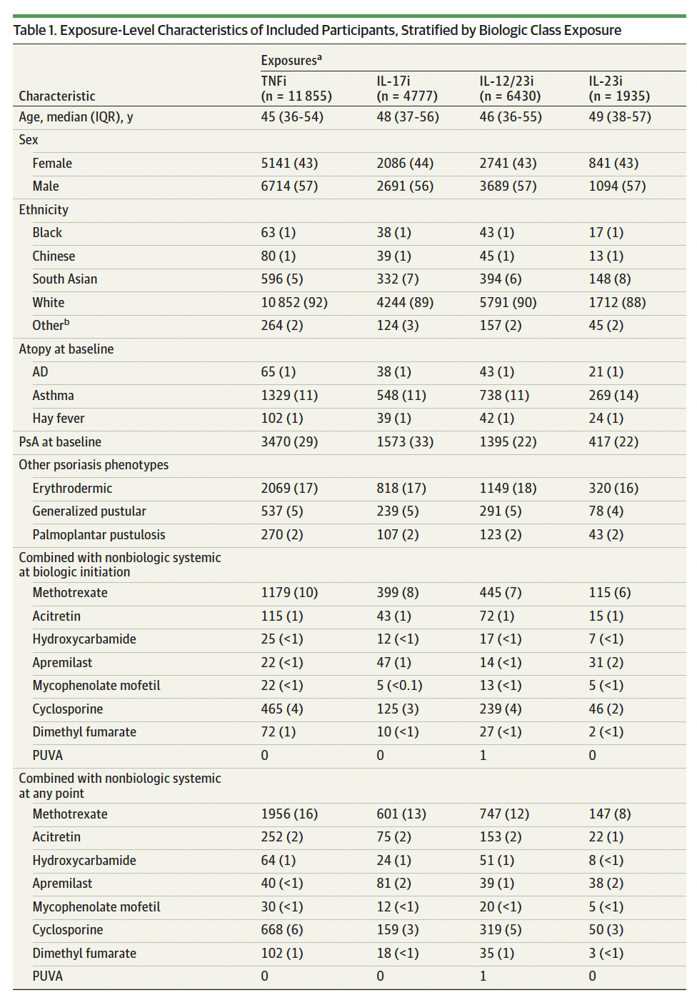 Table 1. Exposure-Level Characteristics of Included Participants, Stratified by Biologic Class Exposure
Exposuresᵃ
Characteristic TNFi (n = 11 855) IL-17i (n = 4777) IL-12/23i (n = 6430) IL-23i (n = 1935)
Age, median (IQR), y 45 (36-54) 48 (37-56) 46 (36-55) 49 (38-57)
Sex
Female 5141 (43) 2086 (44) 2741 (43) 841 (43)
Male 6714 (57) 2691 (56) 3689 (57) 1094 (57)
Ethnicity
Black 63 (1) 38 (1) 43 (1) 17 (1)
Chinese 80 (1) 39 (1) 45 (1) 13 (1)
South Asian 596 (5) 332 (7) 394 (6) 148 (8)
White 10 852 (92) 4244 (89) 5791 (90) 1712 (88)
Otherᵇ 264 (2) 124 (3) 157 (2) 45 (2)
Atopy at baseline
AD 65 (1) 38 (1) 43 (1) 21 (1)
Asthma 1329 (11) 548 (11) 738 (11) 269 (14)
Hay fever 102 (1) 39 (1) 42 (1) 24 (1)
PsA at baseline 3470 (29) 1573 (33) 1395 (22) 417 (22)
Other psoriasis phenotypes
Erythrodermic 2069 (17) 818 (17) 1149 (18) 320 (16)
Generalized pustular 537 (5) 239 (5) 291 (5) 78 (4)
Palmoplantar pustulosis 270 (2) 107 (2) 123 (2) 43 (2)
Combined with nonbiologic systemic
at biologic initiation
Methotrexate 1179 (10) 399 (8) 445 (7) 115 (6)
Acitretin 115 (1) 43 (1) 72 (1) 15 (1)
Hydroxycarbamide 25 (<1) 12 (<1) 17 (<1) 7 (<1)
Apremilast 22 (<1) 47 (1) 14 (<1) 31 (2)
Mycophenolate mofetil 22 (<1) 5 (<0.1) 13 (<1) 5 (<1)
Cyclosporine 465 (4) 125 (3) 239 (4) 46 (2)
Dimethyl fumarate 72 (1) 10 (<1) 27 (<1) 2 (<1)
PUVA 0 0 1 0
Combined with nonbiologic systemic
at any point
Methotrexate 1956 (16) 601 (13) 747 (12) 147 (8)
Acitretin 252 (2) 75 (2) 153 (2) 22 (1)
Hydroxycarbamide 64 (1) 24 (1) 51 (1) 8 (<1)
Apremilast 40 (<1) 81 (2) 39 (1) 38 (2)
Mycophenolate mofetil 30 (<1) 12 (<1) 20 (<1) 5 (<1)
Cyclosporine 668 (6) 159 (3) 319 (5) 50 (3)
Dimethyl fumarate 102 (1) 18 (<1) 35 (1) 3 (<1)
PUVA 0 0 1 0